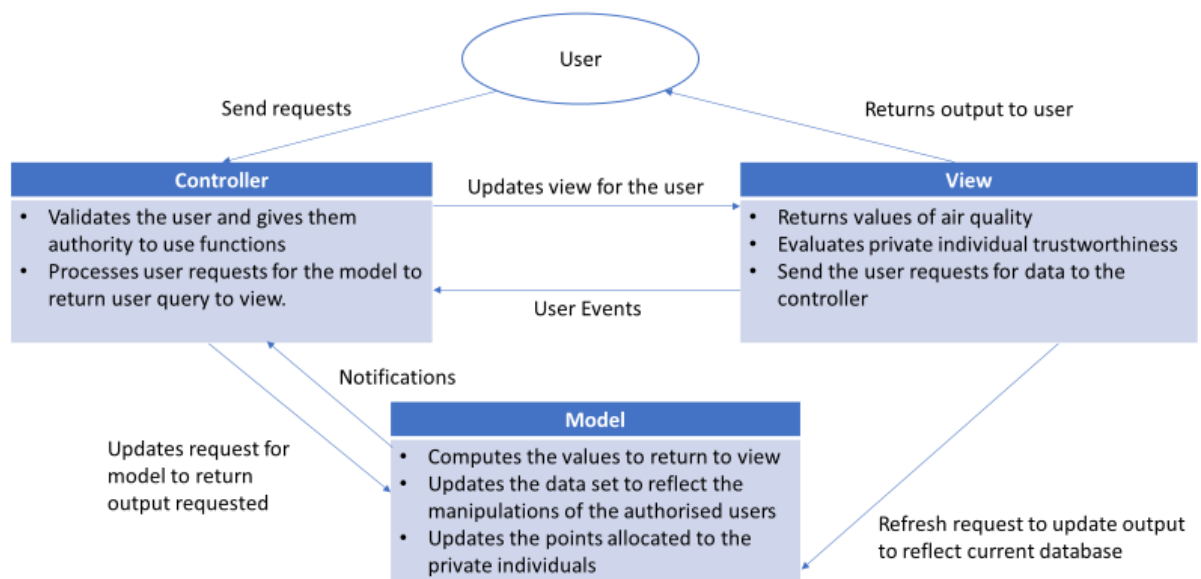 User
Send requests
Returns output to user
Controller
• Validates the user and gives them
authority to use functions
• Processes user requests for the model to
return user query to view.
Updates view for the user
User Events
View
• Returns values of air quality
• Evaluates private individual trustworthiness
• Send the user requests for data to the
controller
Notifications
Updates request for
model to return
output requested
Model
• Computes the values to return to view
• Updates the data set to reflect the
manipulations of the authorised users
• Updates the points allocated to the
private individuals
Refresh request to update output
to reflect current database